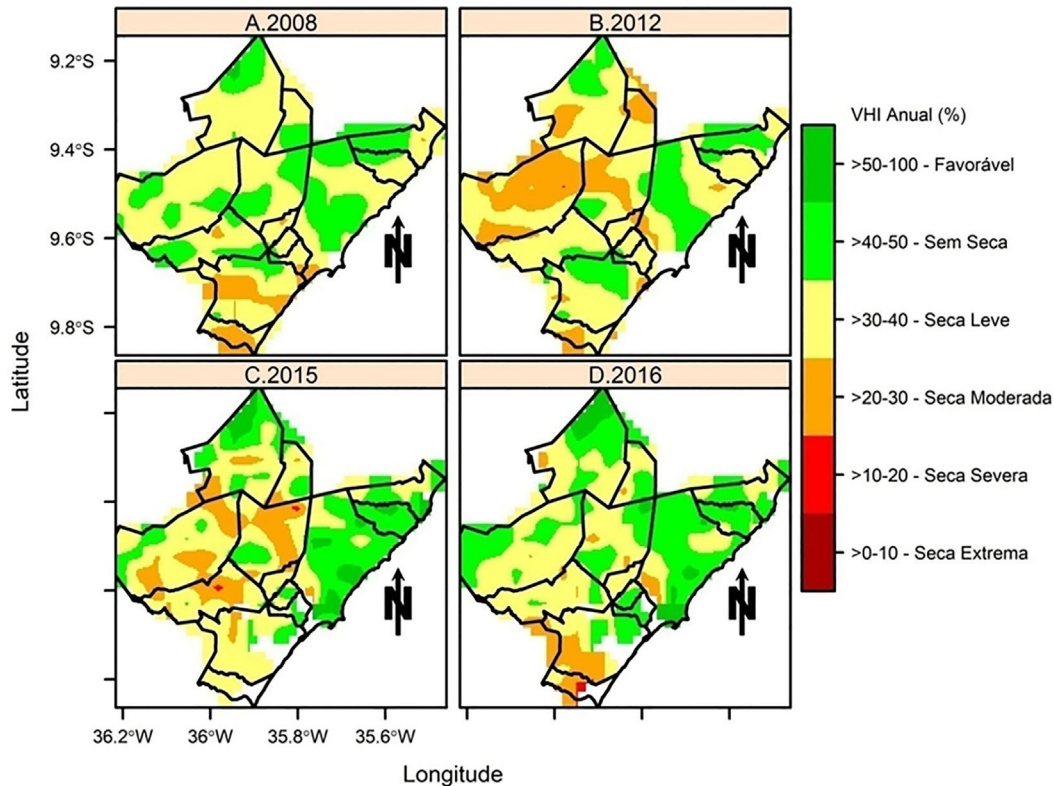 A.2008
B.2012
9.2°S
9.4°S
9.6°S
9.8°S
N
N
Latitude
C.2015
D.2016
N
N
36.2°W
36°W
35.8°W
35.6°W
Longitude
VHI Anual (%)
>50-100 - Favorável
>40-50 - Sem Seca
>30-40 - Seca Leve
>20-30 - Seca Moderada
>10-20 - Seca Severa
>0-10 - Seca Extrema